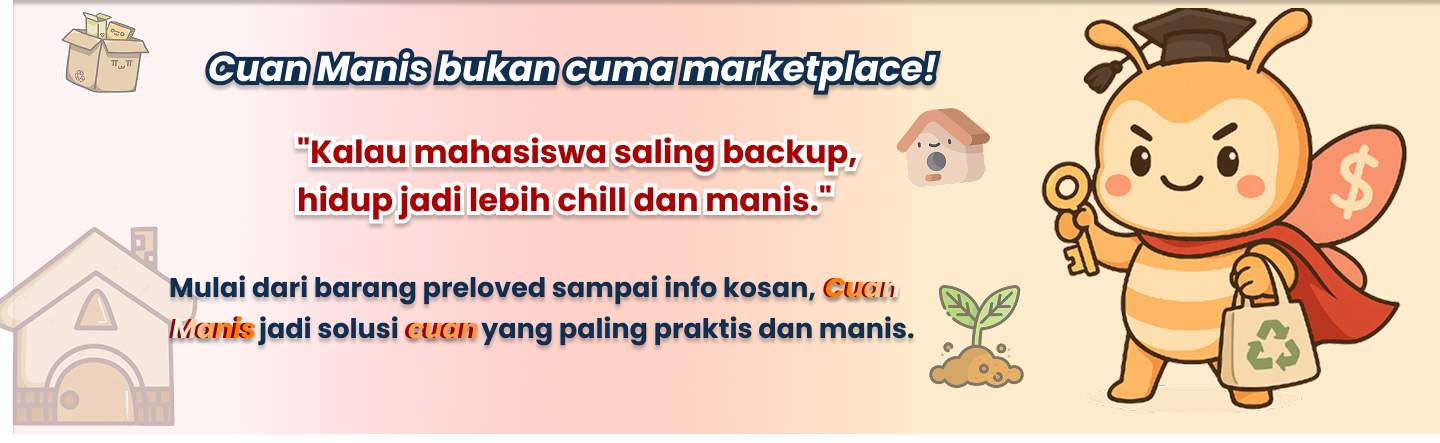 Cuan Manis bukan cuma marketplace!
"Kalau mahasiswa saling backup,
hidup jadi lebih chill dan manis."
Mulai dari barang preloved sampai info kosan, Cuan
Manis jadi solusi cuan yang paling praktis dan manis.
$